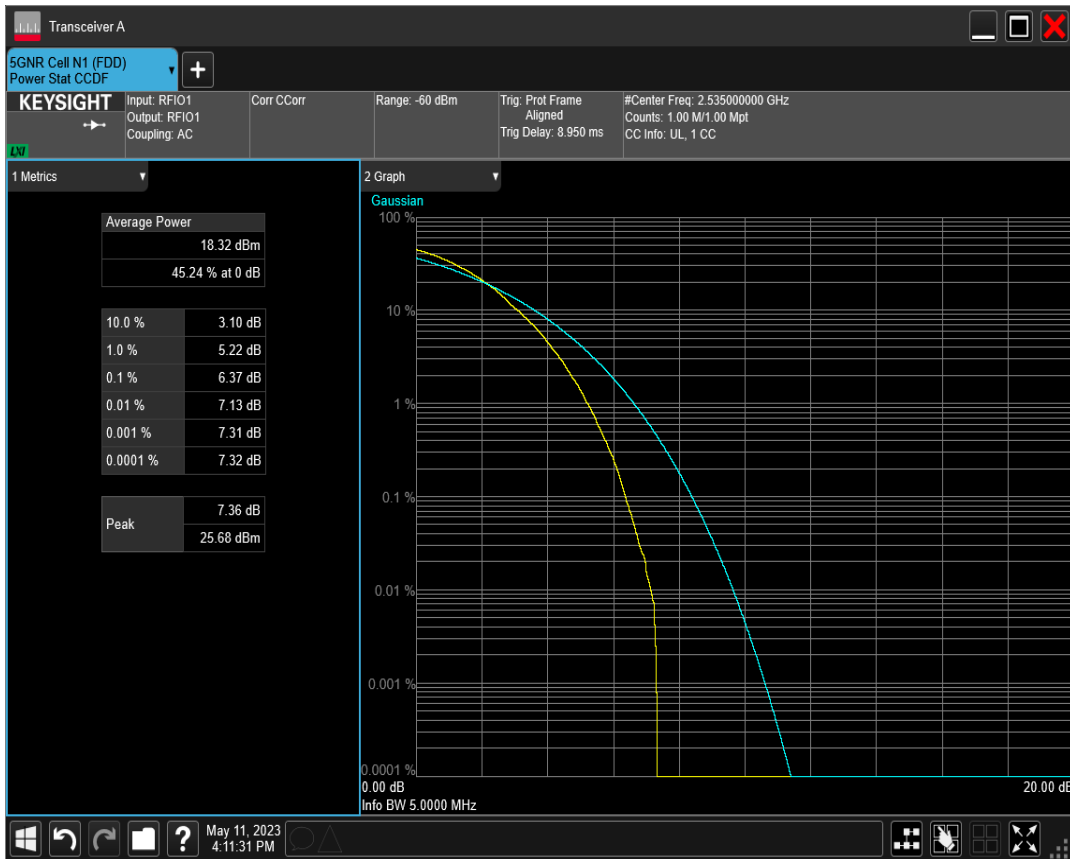 Transceiver A
5GNR Cell N1 (FDD)
Power Stat CCDF
+
KEYSIGHT
LXI
Input: RFIO1
Output: RFIO1
Coupling: AC
Corr CCorr
Range: -60 dBm
Trig: Prot Frame
Aligned
Trig Delay: 8.950 ms
#Center Freq: 2.535000000 GHz
Counts: 1.00 M/1.00 Mpt
CC Info: UL, 1 CC
1 Metrics
Average Power
18.32 dBm
45.24 % at 0 dB
10.0 % 3.10 dB
1.0 % 5.22 dB
0.1 % 6.37 dB
0.01 % 7.13 dB
0.001 % 7.31 dB
0.0001 % 7.32 dB
Peak 7.36 dB
25.68 dBm
2 Graph
Gaussian
100 %
10 %
1 %
0.1 %
0.01 %
0.001 %
0.0001 %
0.00 dB 20.00 dB
Info BW 5.0000 MHz
?
May 11, 2023
4:11:31 PM